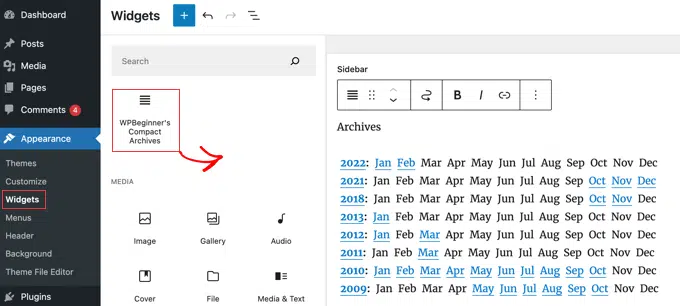 Dashboard
Posts
Media
Pages
Comments 4
Appearance
Themes
Customize
Widgets
Menus
Header
Background
Theme File Editor
Plugins
Widgets
Search
WPBeginner's
Compact
Archives
MEDIA
Image Gallery Audio
Cover File Media & Text
Sidebar
B I
Archives
2022: Jan Feb Mar Apr May Jun Jul Aug Sep Oct Nov Dec
2021: Jan Feb Mar Apr May Jun Jul Aug Sep Oct Nov Dec
2018: Jan Feb Mar Apr May Jun Jul Aug Sep Oct Nov Dec
2013: Jan Feb Mar Apr May Jun Jul Aug Sep Oct Nov Dec
2012: Jan Feb Mar Apr May Jun Jul Aug Sep Oct Nov Dec
2011: Jan Feb Mar Apr May Jun Jul Aug Sep Oct Nov Dec
2010: Jan Feb Mar Apr May Jun Jul Aug Sep Oct Nov Dec
2009: Jan Feb Mar Apr May Jun Jul Aug Sep Oct Nov Dec